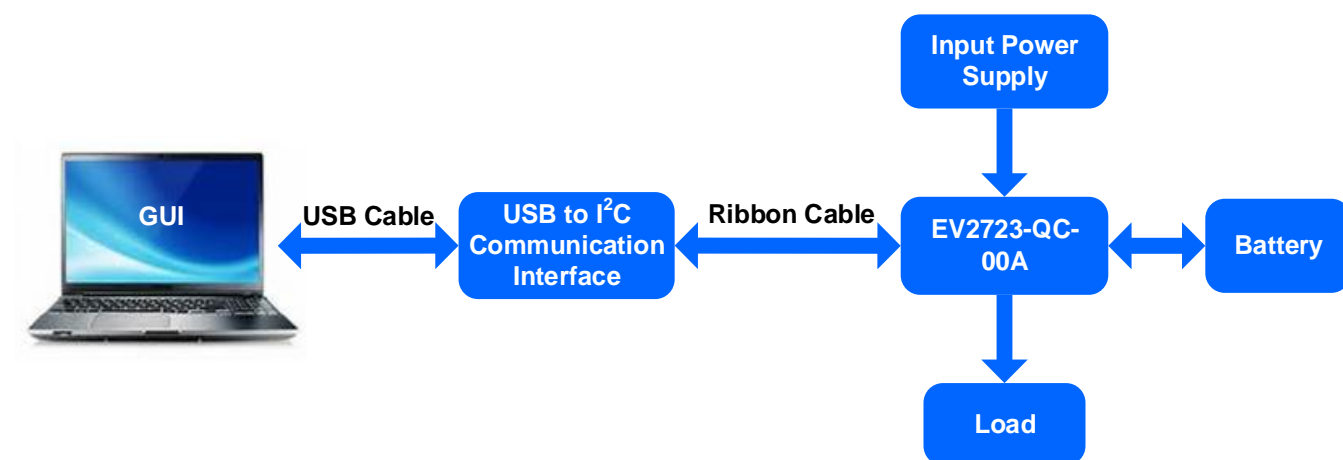 Input Power
Supply
GUI
USB Cable
USB to I²C
Communication
Interface
Ribbon Cable
EV2723-QC-
00A
Battery
Load